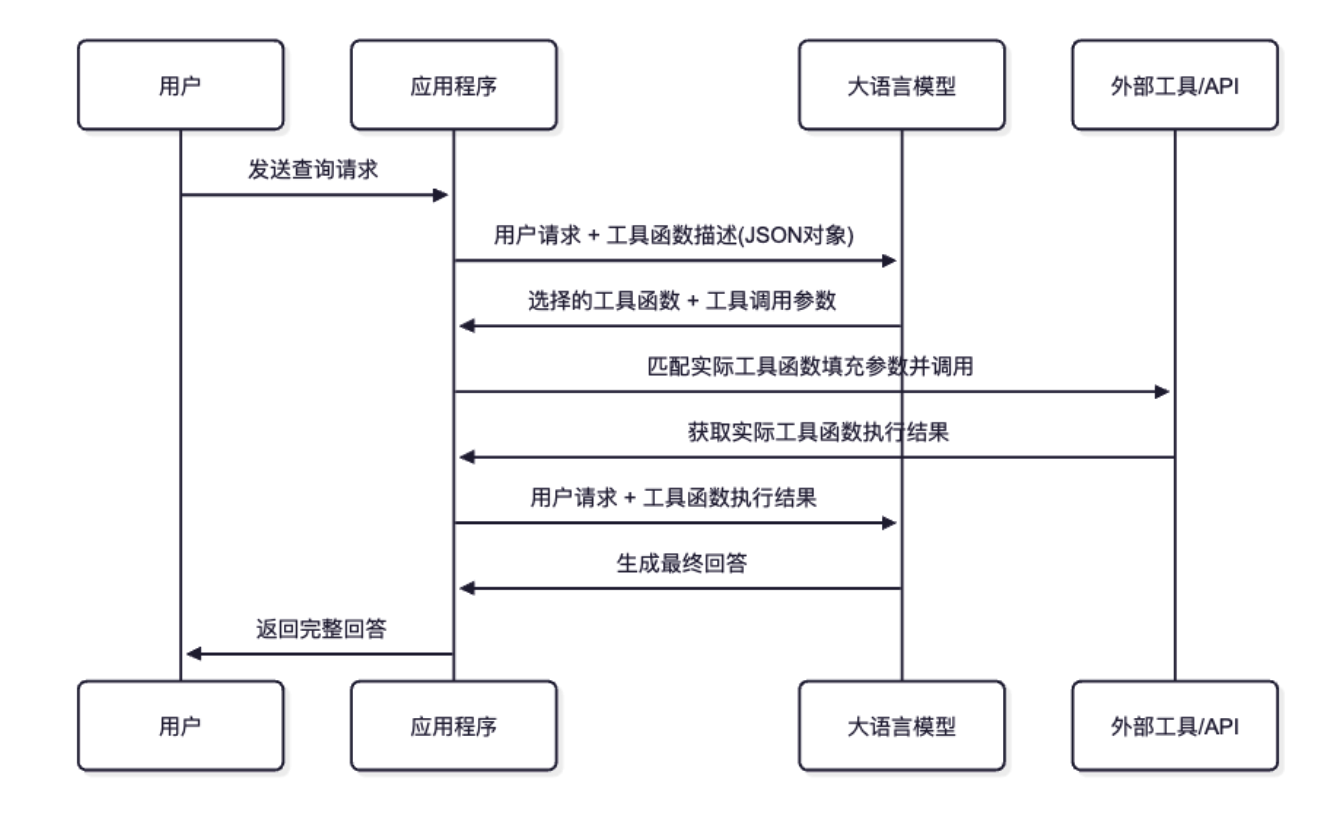 用户
应用程序
大语言模型
外部工具/API
发送查询请求
用户请求 + 工具函数描述(JSON对象)
选择的工具函数 + 工具调用参数
匹配实际工具函数填充参数并调用
获取实际工具函数执行结果
用户请求 + 工具函数执行结果
生成最终回答
返回完整回答
用户
应用程序
大语言模型
外部工具/API